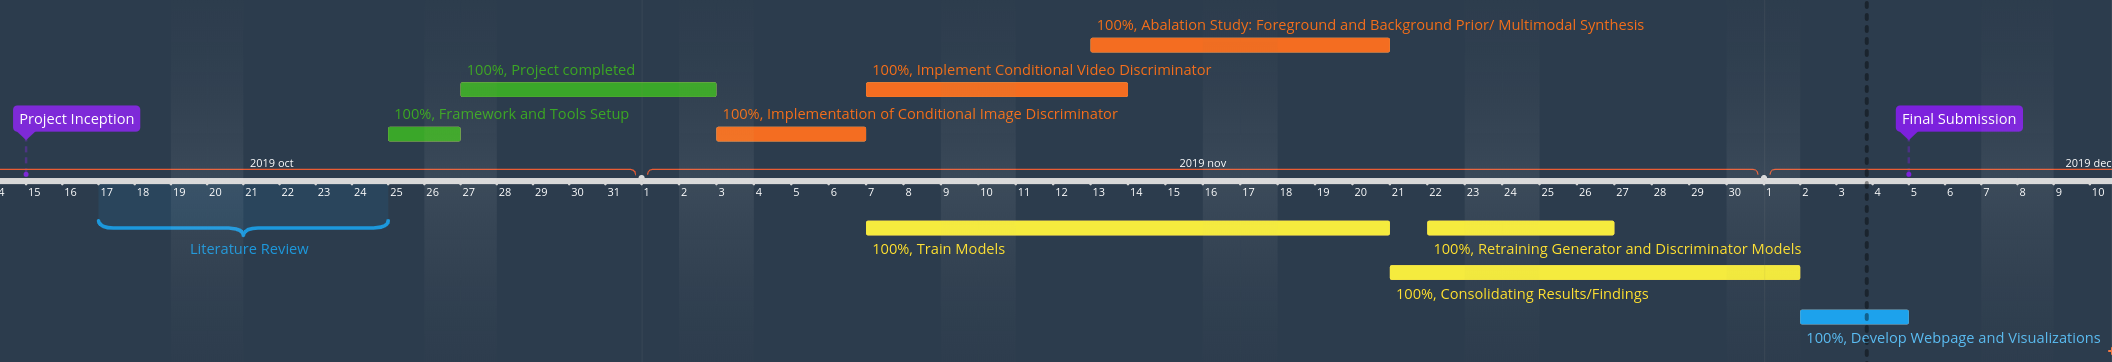 100%, Abalation Study: Foreground and Background Prior/ Multimodal Synthesis
100%, Project completed
100%, Implement Conditional Video Discriminator
100%, Framework and Tools Setup
100%, Implementation of Conditional Image Discriminator
Project Inception
Final Submission
2019 oct
2019 nov
2019 dec
4 15 16 17 18 19 20 21 22 23 24 25 26 27 28 29 30 31 1 2 3 4 5 6 7 8 9 10 11 12 13 14 15 16 17 18 19 20 21 22 23 24 25 26 27 28 29 30 1 2 3 4 5 6 7 8 9 10
Literature Review
100%, Train Models
100%, Retraining Generator and Discriminator Models
100%, Consolidating Results/Findings
100%, Develop Webpage and Visualizations